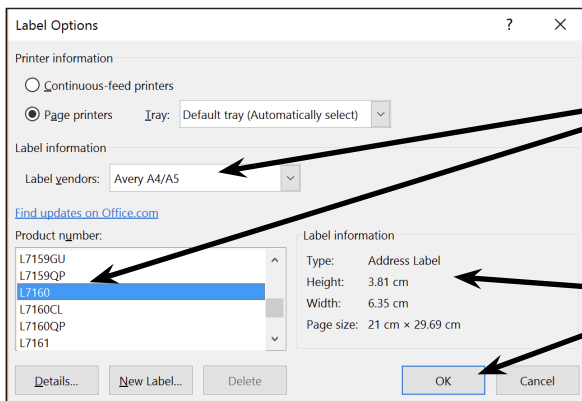 Label Options ? ×
Printer information
Continuous-feed printers
Page printers Tray: Default tray (Automatically select)
Label information
Label vendors: Avery A4/A5
Find updates on Office.com
Product number:
L7159GU
L7159QP
L7160
L7160CL
L7160QP
L7161
Label information
Type: Address Label
Height: 3.81 cm
Width: 6.35 cm
Page size: 21 cm × 29.69 cm
Details... New Label... Delete OK Cancel